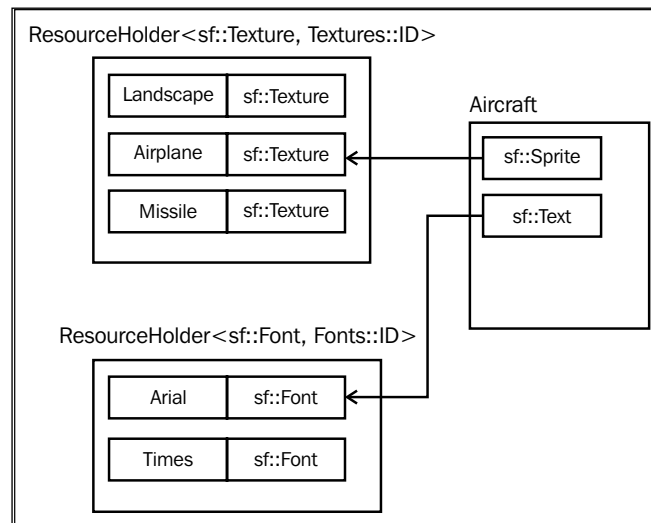 ResourceHolder<sf::Texture, Textures::ID>
Landscape sf::Texture
Airplane sf::Texture
Missile sf::Texture
Aircraft
sf::Sprite
sf::Text
ResourceHolder<sf::Font, Fonts::ID>
Arial sf::Font
Times sf::Font